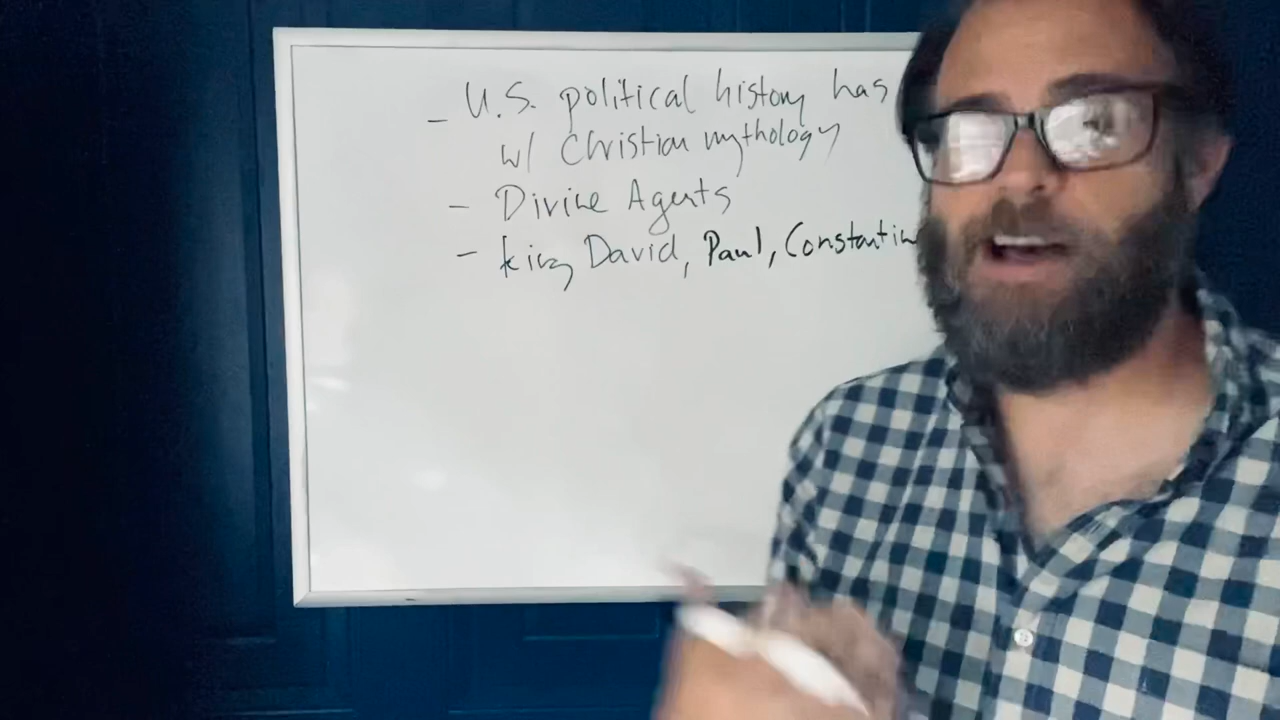 - U.S. political history has
w/ Christian mythology
- Divine Agents
- King David, Paul, Constantin